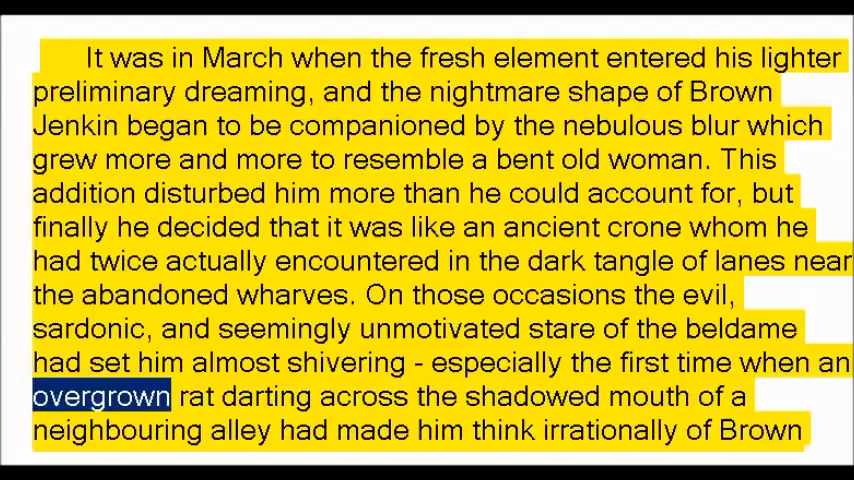 It was in March when the fresh element entered his lighter
preliminary dreaming, and the nightmare shape of Brown
Jenkin began to be companioned by the nebulous blur which
grew more and more to resemble a bent old woman. This
addition disturbed him more than he could account for, but
finally he decided that it was like an ancient crone whom he
had twice actually encountered in the dark tangle of lanes near
the abandoned wharves. On those occasions the evil,
sardonic, and seemingly unmotivated stare of the beldame
had set him almost shivering - especially the first time when an
overgrown rat darting across the shadowed mouth of a
neighbouring alley had made him think irrationally of Brown